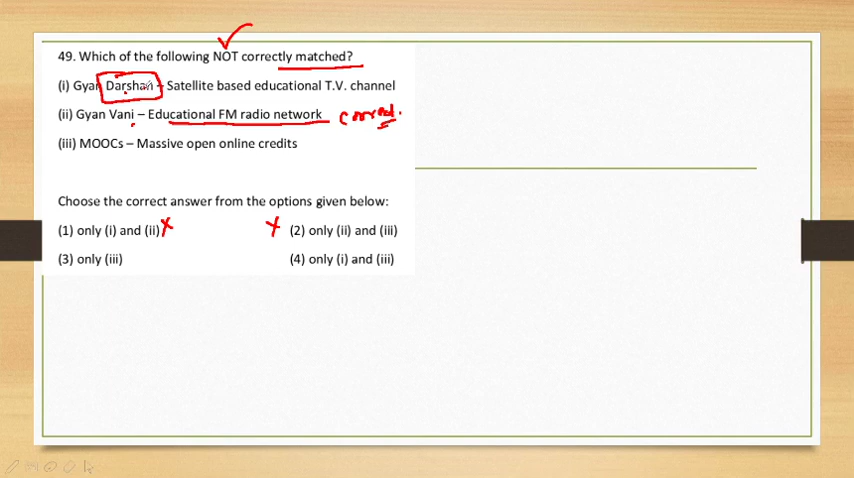 49. Which of the following NOT correctly matched?
(i) Gyan Darshan – Satellite based educational T.V. channel
(ii) Gyan Vani – Educational FM radio network correct.
(iii) MOOCs – Massive open online credits
Choose the correct answer from the options given below:
(1) only (i) and (ii) x x (2) only (ii) and (iii)
(3) only (iii) (4) only (i) and (iii)